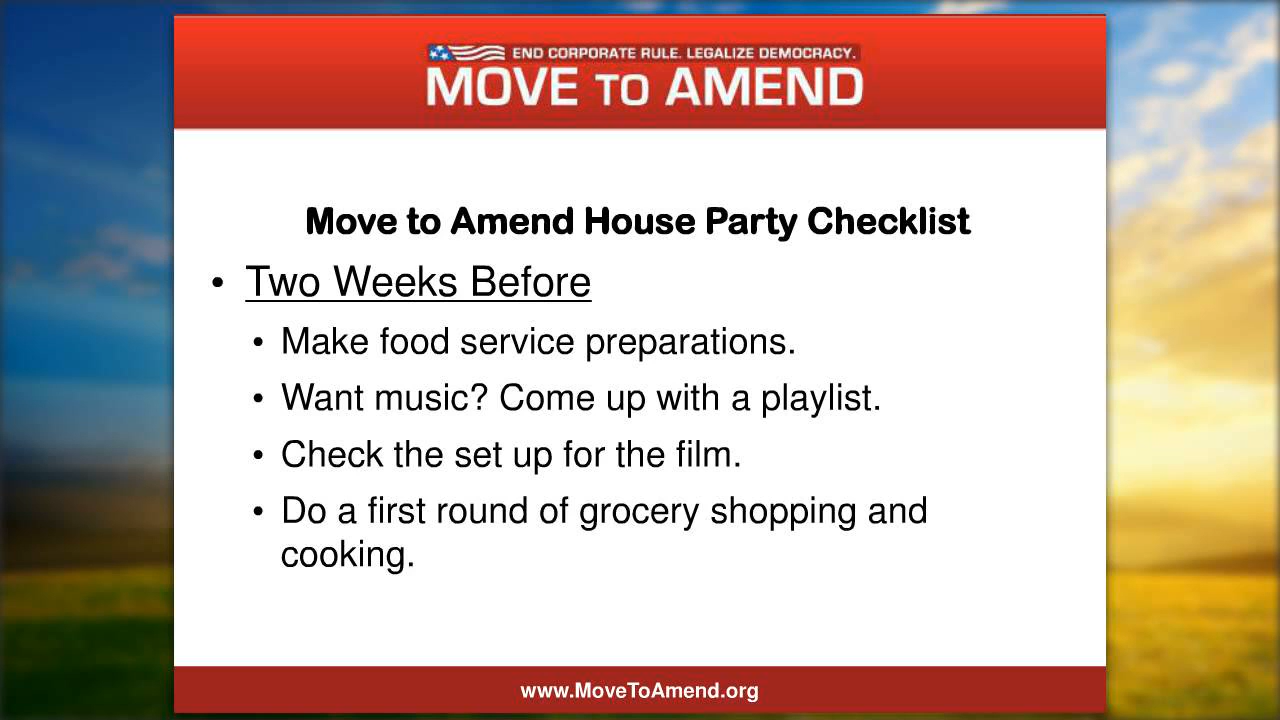 END CORPORATE RULE. LEGALIZE DEMOCRACY.
MOVE TO AMEND
Move to Amend House Party Checklist
• Two Weeks Before
• Make food service preparations.
• Want music? Come up with a playlist.
• Check the set up for the film.
• Do a first round of grocery shopping and
cooking.
www.MoveToAmend.org